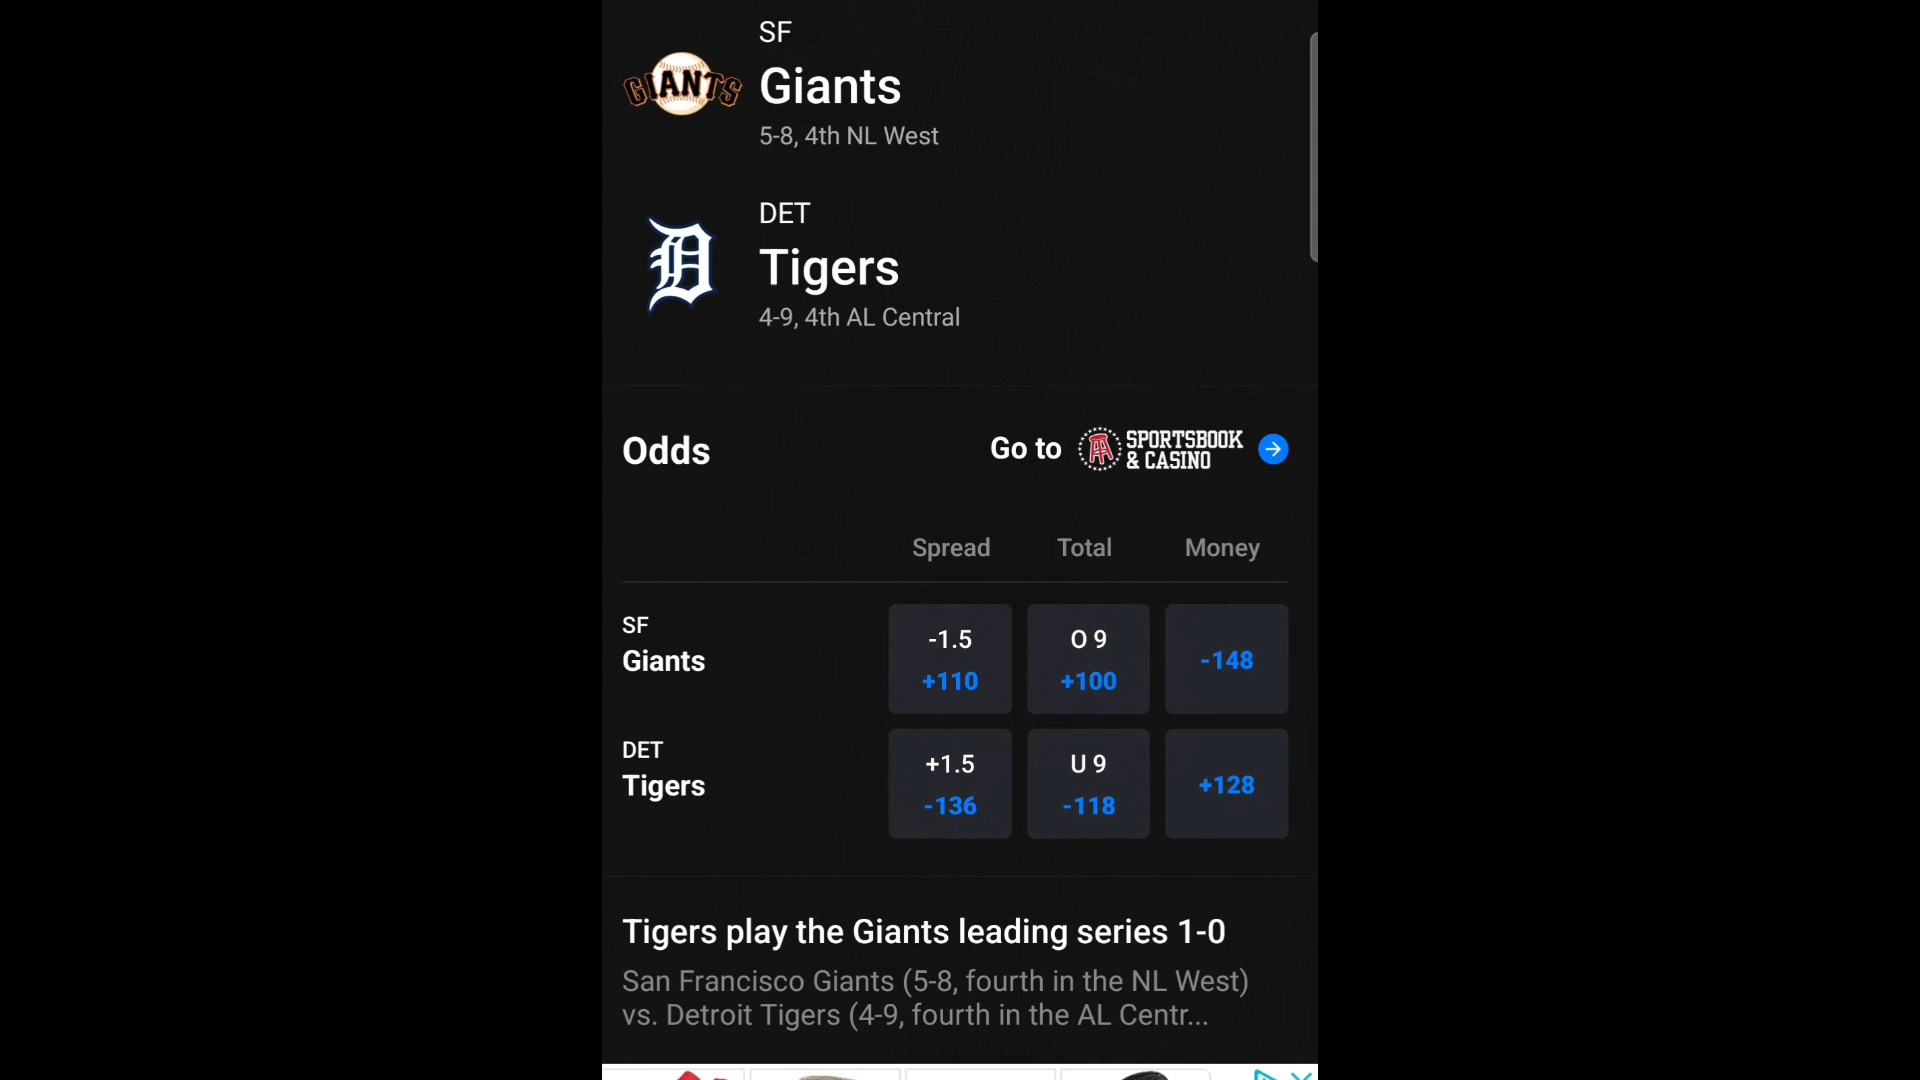 SF
GIANTS
Giants
5-8, 4th NL West
DET
Tigers
4-9, 4th AL Central
Odds
Go to SPORTSBOOK & CASINO
Spread Total Money
SF
Giants
-1.5 O 9
+110 +100 -148
DET
Tigers
+1.5 U 9
-136 -118 +128
Tigers play the Giants leading series 1-0
San Francisco Giants (5-8, fourth in the NL West)
vs. Detroit Tigers (4-9, fourth in the AL Centr...